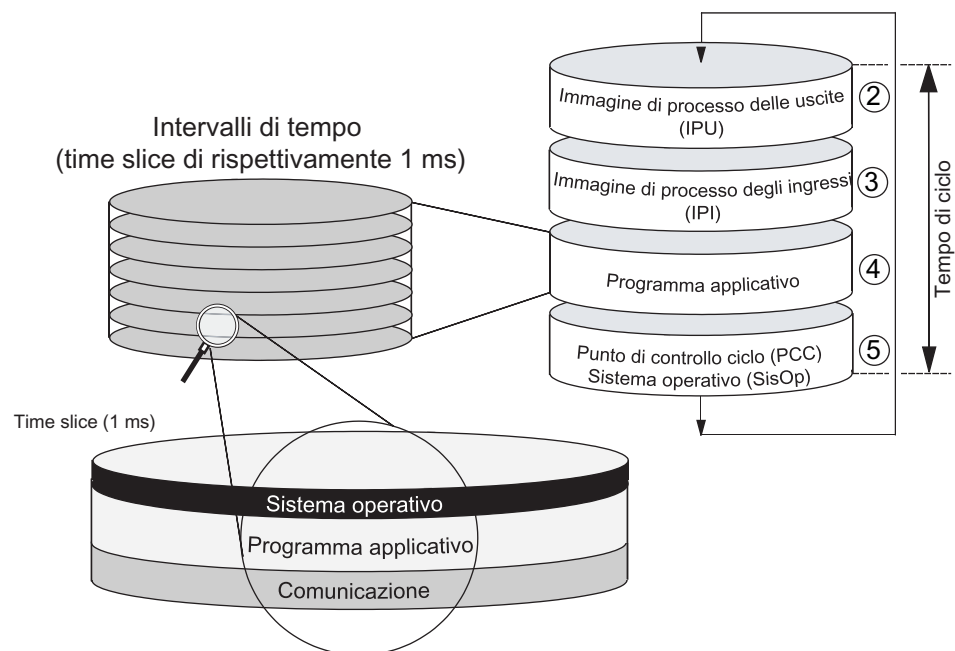 Intervalli di tempo
(time slice di rispettivamente 1 ms)
Immagine di processo delle uscite
(IPU)
2
Immagine di processo degli ingressi
(IPI)
3
Programma applicativo
4
Punto di controllo ciclo (PCC)
Sistema operativo (SisOp)
5
Tempo di ciclo
Time slice (1 ms)
Sistema operativo
Programma applicativo
Comunicazione